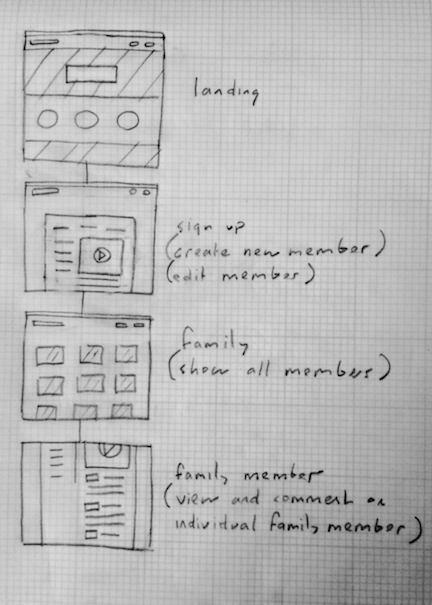 landing
sign up
(create new member)
(edit member)
family
(show all members)
family member
(view and comment on
individual family member)